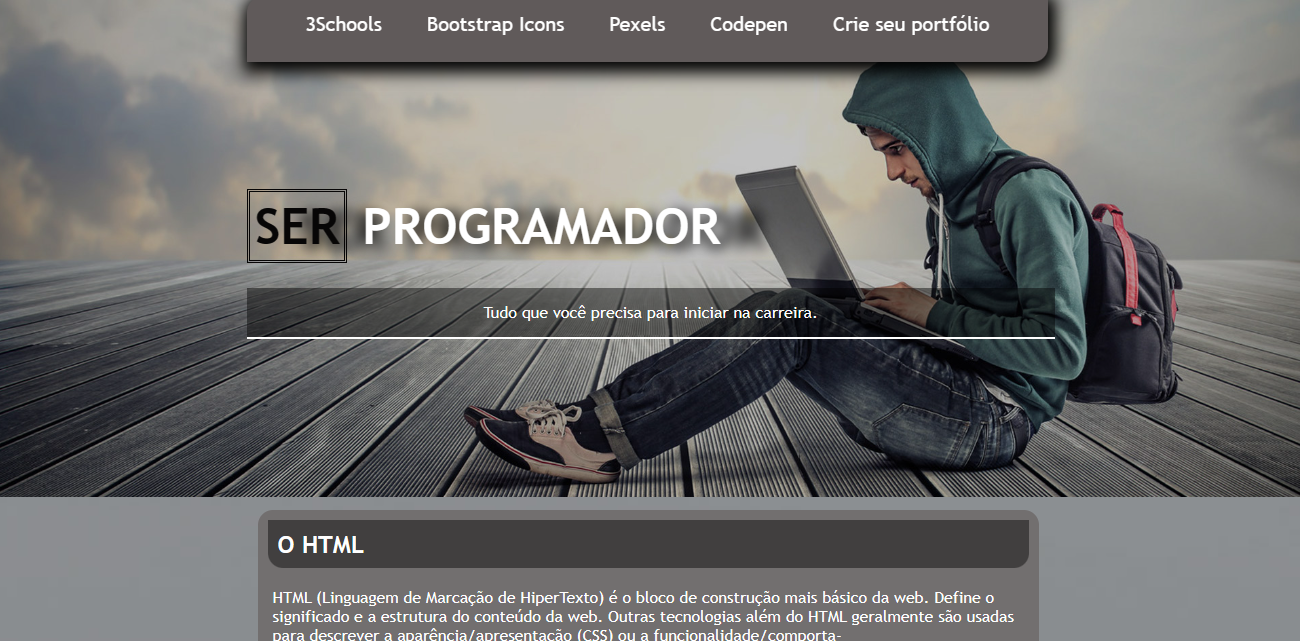 3Schools Bootstrap Icons Pexels Codepen Crie seu portfólio
SER PROGRAMADOR
Tudo que você precisa para iniciar na carreira.
O HTML
HTML (Linguagem de Marcação de HiperTexto) é o bloco de construção mais básico da web. Define o
significado e a estrutura do conteúdo da web. Outras tecnologias além do HTML geralmente são usadas
para descrever a aparência/apresentação (CSS) ou a funcionalidade/comporta-